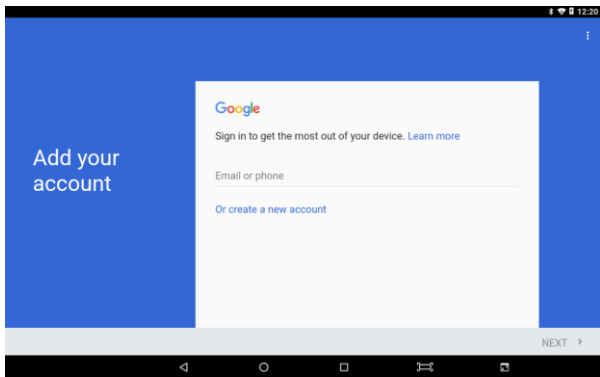 12:20
Google
Sign in to get the most out of your device. Learn more
Add your
account
Email or phone
Or create a new account
NEXT